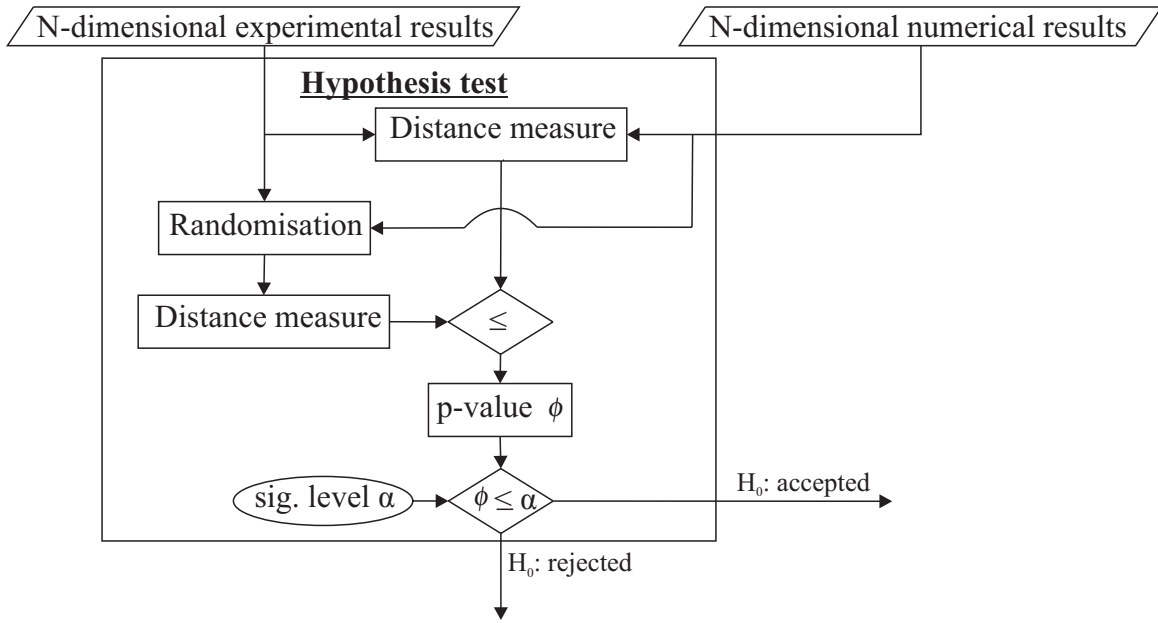 N-dimensional experimental results
N-dimensional numerical results
Hypothesis test
Distance measure
Randomisation
Distance measure
≤
p-value ϕ
sig. level α
ϕ ≤ α
H₀: accepted
H₀: rejected